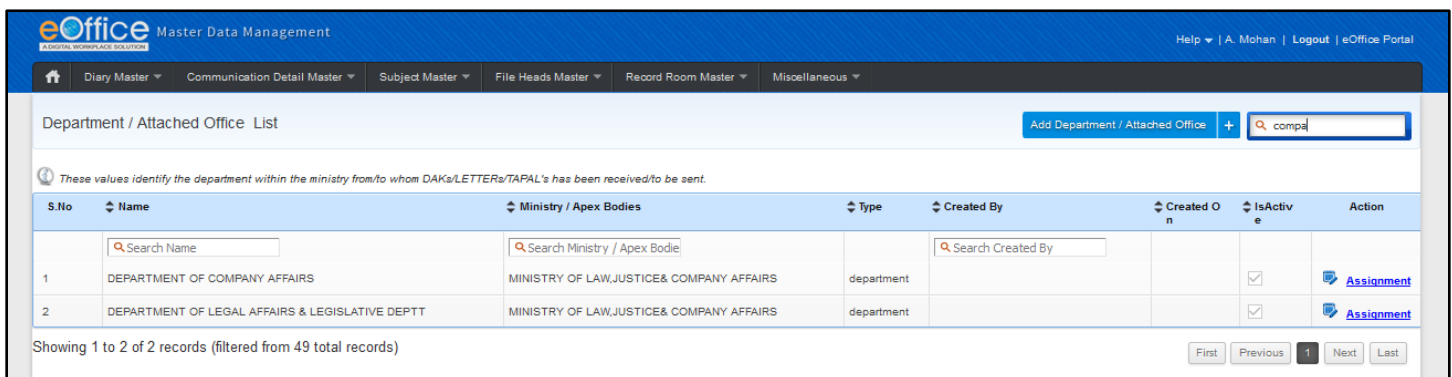 eOffice Master Data Management
A DIGITAL WORKPLACE SOLUTION
Help | A. Mohan | Logout | eOffice Portal
Diary Master Communication Detail Master Subject Master File Heads Master Record Room Master Miscellaneous
Department / Attached Office List Add Department / Attached Office + compa
These values identify the department within the ministry from/to whom DAKs/LETTERs/TAPAL's has been received/to be sent.
S.No Name Ministry / Apex Bodies Type Created By Created O IsActiv Action
n e
Search Name Search Ministry / Apex Bodie Search Created By
1 DEPARTMENT OF COMPANY AFFAIRS MINISTRY OF LAW,JUSTICE& COMPANY AFFAIRS department Assignment
2 DEPARTMENT OF LEGAL AFFAIRS & LEGISLATIVE DEPTT MINISTRY OF LAW,JUSTICE& COMPANY AFFAIRS department Assignment
Showing 1 to 2 of 2 records (filtered from 49 total records) First Previous 1 Next Last